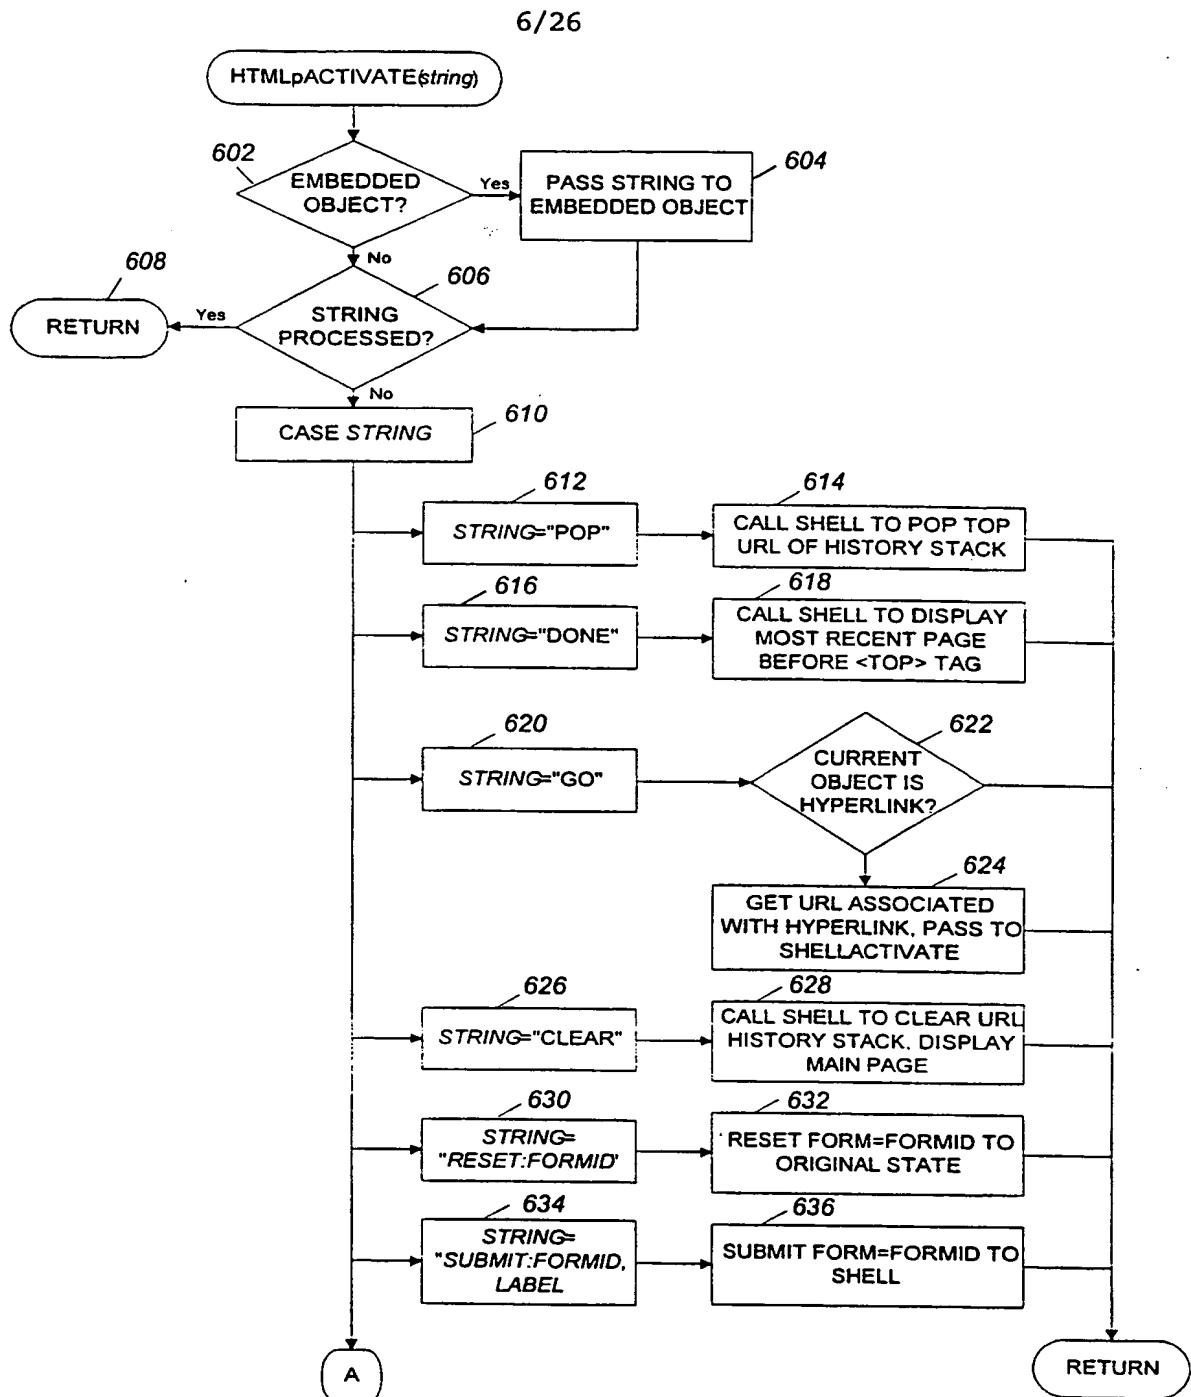 6/26
HTMLpACTIVATE(string)
602
EMBEDDED
OBJECT?
Yes
604
PASS STRING TO
EMBEDDED OBJECT
No
608
RETURN
Yes
606
STRING
PROCESSED?
No
CASE STRING
610
612
STRING="POP"
614
CALL SHELL TO POP TOP
URL OF HISTORY STACK
616
STRING="DONE"
618
CALL SHELL TO DISPLAY
MOST RECENT PAGE
BEFORE <TOP> TAG
620
STRING="GO"
622
CURRENT
OBJECT IS
HYPERLINK?
624
GET URL ASSOCIATED
WITH HYPERLINK, PASS TO
SHELLACTIVATE
626
STRING="CLEAR"
628
CALL SHELL TO CLEAR URL
HISTORY STACK. DISPLAY
MAIN PAGE
630
STRING=
"RESET:FORMID'
632
RESET FORM=FORMID TO
ORIGINAL STATE
634
STRING=
"SUBMIT:FORMID,
LABEL
636
SUBMIT FORM=FORMID TO
SHELL
A
RETURN